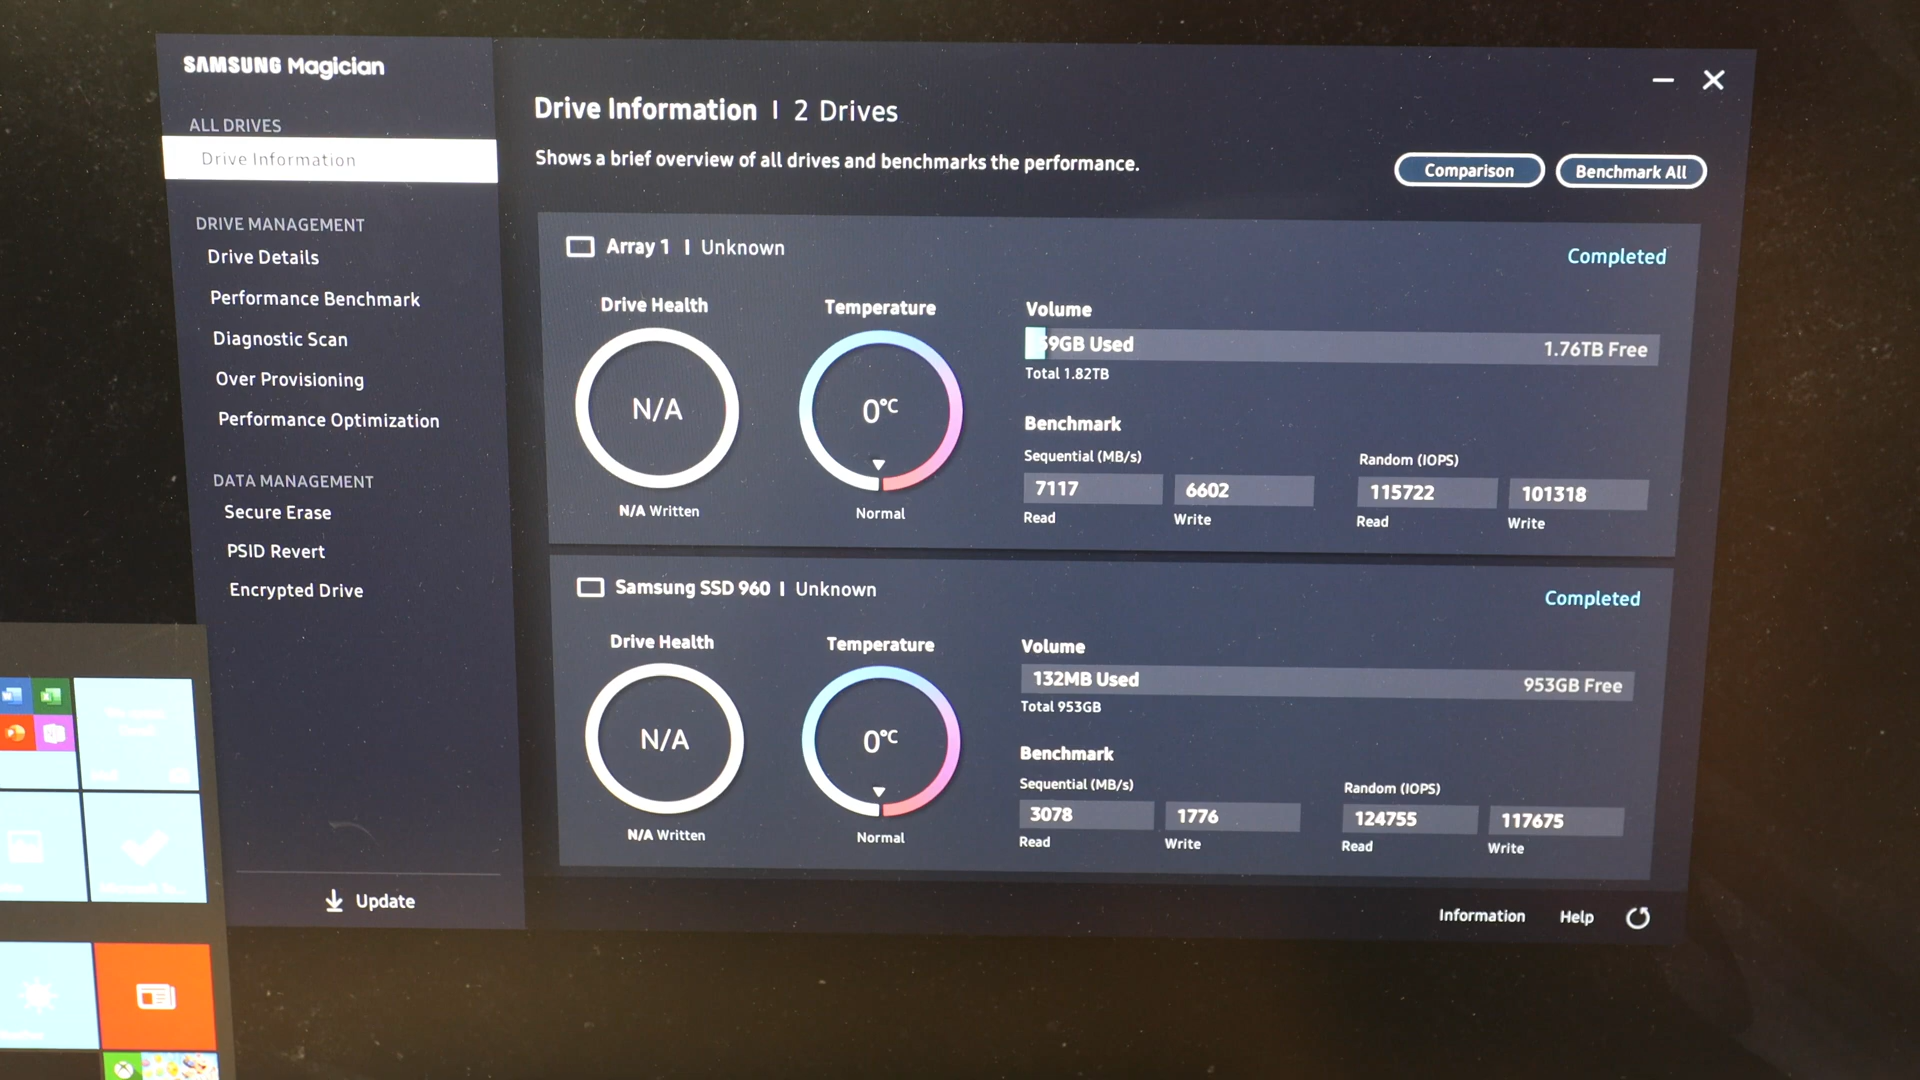 SAMSUNG Magician
ALL DRIVES
Drive Information
DRIVE MANAGEMENT
Drive Details
Performance Benchmark
Diagnostic Scan
Over Provisioning
Performance Optimization
DATA MANAGEMENT
Secure Erase
PSID Revert
Encrypted Drive
Update
Drive Information | 2 Drives
Shows a brief overview of all drives and benchmarks the performance.
Comparison Benchmark All
Array 1 | Unknown
Completed
Drive Health
N/A
N/A Written
Temperature
0°C
Normal
Volume
59GB Used 1.76TB Free
Total 1.82TB
Benchmark
Sequential (MB/s) Random (IOPS)
7117 6602 115722 101318
Read Write Read Write
Samsung SSD 960 | Unknown
Completed
Drive Health
N/A
N/A Written
Temperature
0°C
Normal
Volume
132MB Used 953GB Free
Total 953GB
Benchmark
Sequential (MB/s) Random (IOPS)
3078 1776 124755 117675
Read Write Read Write
Information Help